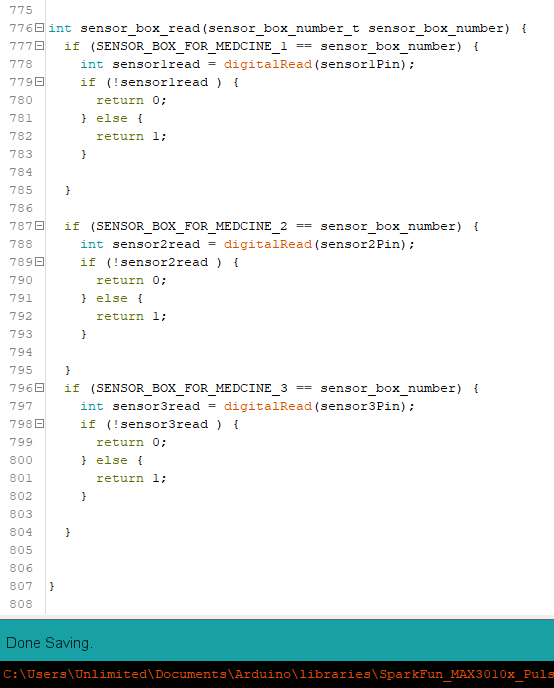 775
776 int sensor_box_read(sensor_box_number_t sensor_box_number) {
777   if (SENSOR_BOX_FOR_MEDCINE_1 == sensor_box_number) {
778     int sensor1read = digitalRead(sensor1Pin);
779     if (!sensor1read ) {
780       return 0;
781     } else {
782       return 1;
783     }
784
785   }
786
787   if (SENSOR_BOX_FOR_MEDCINE_2 == sensor_box_number) {
788     int sensor2read = digitalRead(sensor2Pin);
789     if (!sensor2read ) {
790       return 0;
791     } else {
792       return 1;
793     }
794
795   }
796   if (SENSOR_BOX_FOR_MEDCINE_3 == sensor_box_number) {
797     int sensor3read = digitalRead(sensor3Pin);
798     if (!sensor3read ) {
799       return 0;
800     } else {
801       return 1;
802     }
803
804   }
805
806
807 }
808
Done Saving.
C:\Users\Unlimited\Documents\Arduino\libraries\SparkFun_MAX3010x_Puls